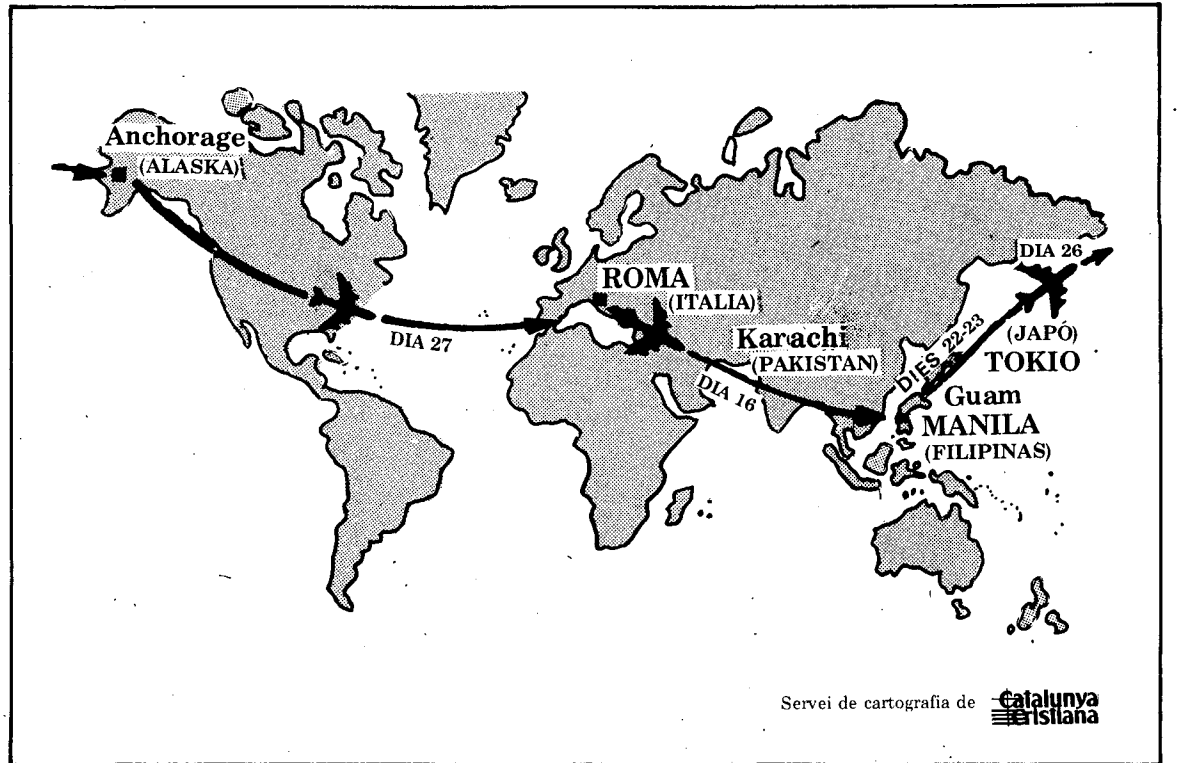 Anchorage
(ALASKA)
DIA 27
ROMA
(ITALIA)
Karachi
(PAKISTAN)
DIA 16
DIES 22-23
DIA 26
(JAPÓ)
TOKIO
Guam
MANILA
(FILIPINAS)
Servei de cartografia de Catalunya
Cristiana